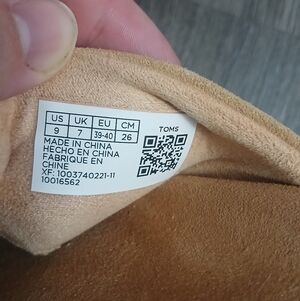 US UK EU CM
9 7 39-40 26
TOMS
MADE IN CHINA
HECHO EN CHINA
FABRIQUE EN
CHINE
XF: 1003740221-11
10016562